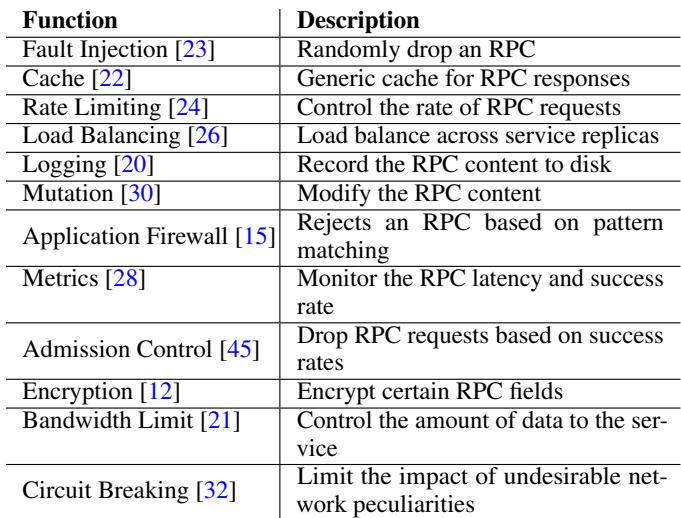 Function Description
Fault Injection [23] Randomly drop an RPC
Cache [22] Generic cache for RPC responses
Rate Limiting [24] Control the rate of RPC requests
Load Balancing [26] Load balance across service replicas
Logging [20] Record the RPC content to disk
Mutation [30] Modify the RPC content
Application Firewall [15] Rejects an RPC based on pattern
matching
Metrics [28] Monitor the RPC latency and success
rate
Admission Control [45] Drop RPC requests based on success
rates
Encryption [12] Encrypt certain RPC fields
Bandwidth Limit [21] Control the amount of data to the ser-
vice
Circuit Breaking [32] Limit the impact of undesirable net-
work peculiarities